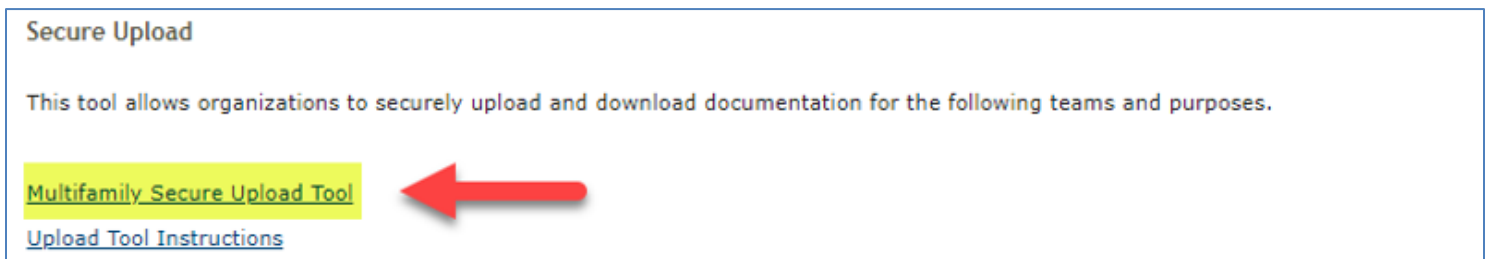 Secure Upload
This tool allows organizations to securely upload and download documentation for the following teams and purposes.
Multifamily Secure Upload Tool
Upload Tool Instructions